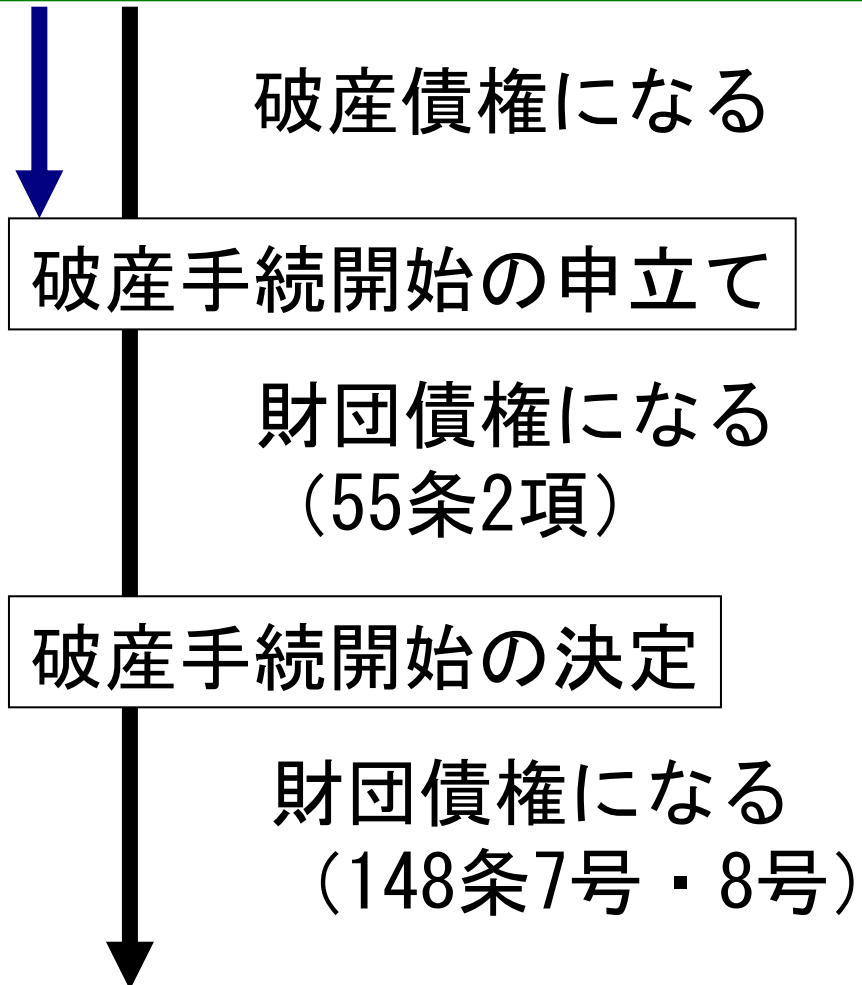 破産債権になる
破産手続開始の申立て
財団債権になる
（55条2項）
破産手続開始の決定
財団債権になる
（148条7号・8号）